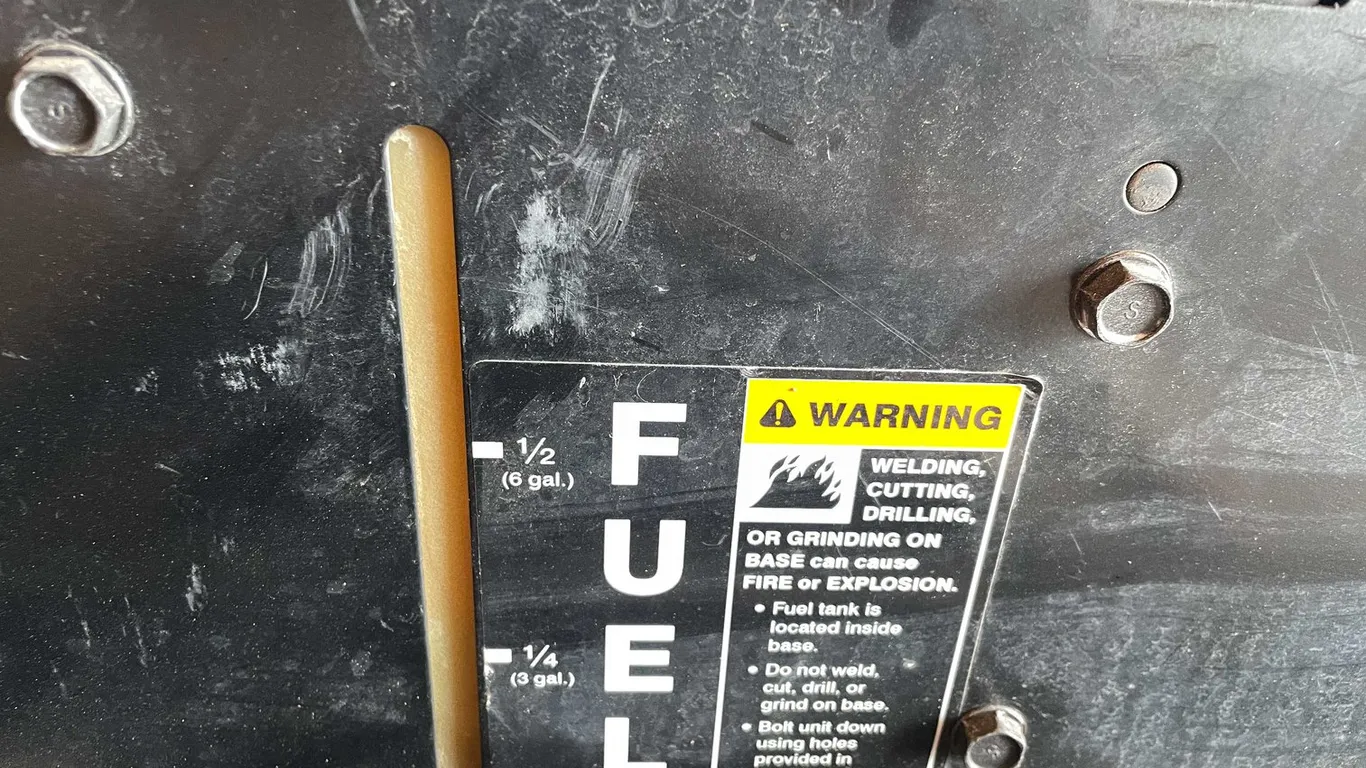 S
S
1/2
(6 gal.)
1/4
(3 gal.)
FUEL
WARNING
WELDING,
CUTTING,
DRILLING,
OR GRINDING ON
BASE can cause
FIRE or EXPLOSION.
• Fuel tank is
located inside
base.
• Do not weld,
cut, drill, or
grind on base.
• Bolt unit down
using holes
provided in